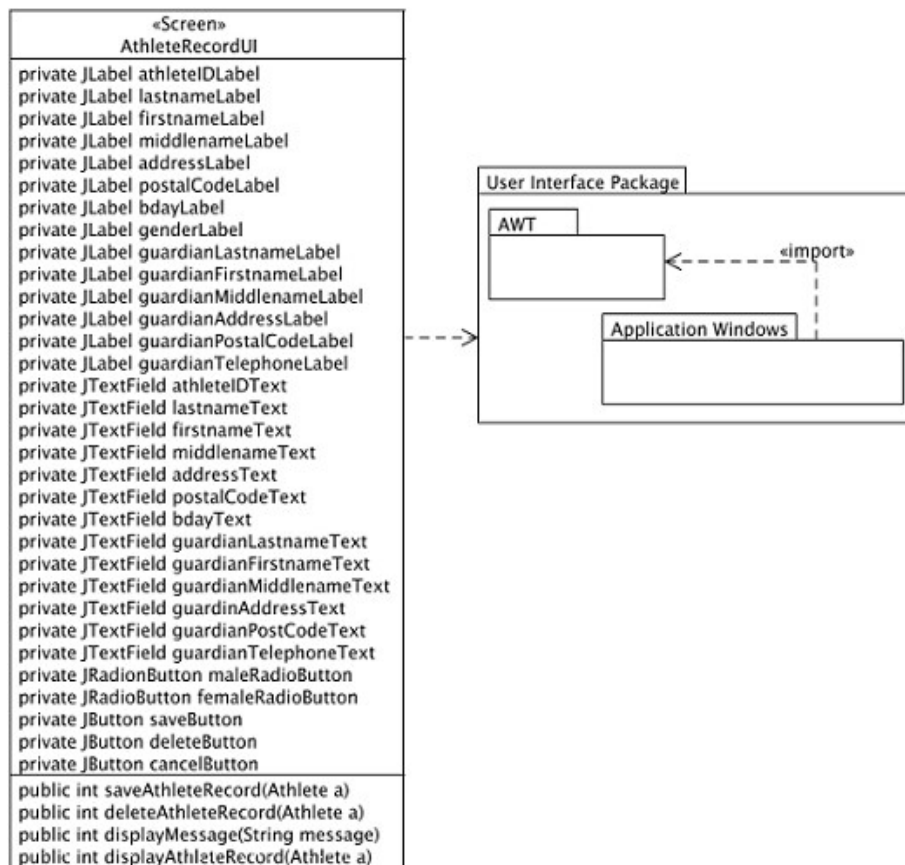 «Screen»
AthleteRecordUI
private JLabel athleteIDLabel
private JLabel lastnameLabel
private JLabel firstnameLabel
private JLabel middlenameLabel
private JLabel addressLabel
private JLabel postalCodeLabel
private JLabel bdayLabel
private JLabel genderLabel
private JLabel guardianLastnameLabel
private JLabel guardianFirstnameLabel
private JLabel guardianMiddlenameLabel
private JLabel guardianAddressLabel
private JLabel guardianPostalCodeLabel
private JLabel guardianTelephoneLabel
private JTextField athleteIDText
private JTextField lastnameText
private JTextField firstnameText
private JTextField middlenameText
private JTextField addressText
private JTextField postalCodeText
private JTextField bdayText
private JTextField guardianLastnameText
private JTextField guardianFirstnameText
private JTextField guardianMiddlenameText
private JTextField guardinAddressText
private JTextField guardianPostCodeText
private JTextField guardianTelephoneText
private JRadionButton maleRadioButton
private JRadioButton femaleRadioButton
private JButton saveButton
private JButton deleteButton
private JButton cancelButton
public int saveAthleteRecord(Athlete a)
public int deleteAthleteRecord(Athlete a)
public int displayMessage(String message)
public int displayAthleteRecord(Athlete a)
User Interface Package
AWT
«import»
Application Windows